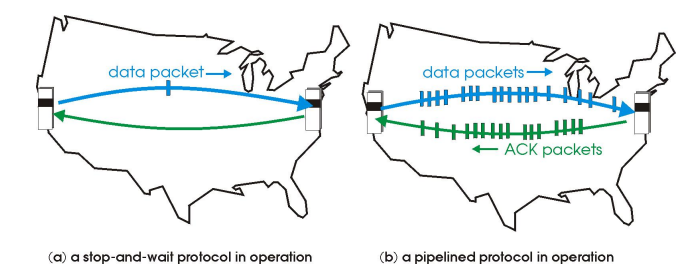 data packet
data packets
ACK packets
(a) a stop-and-wait protocol in operation
(b) a pipelined protocol in operation